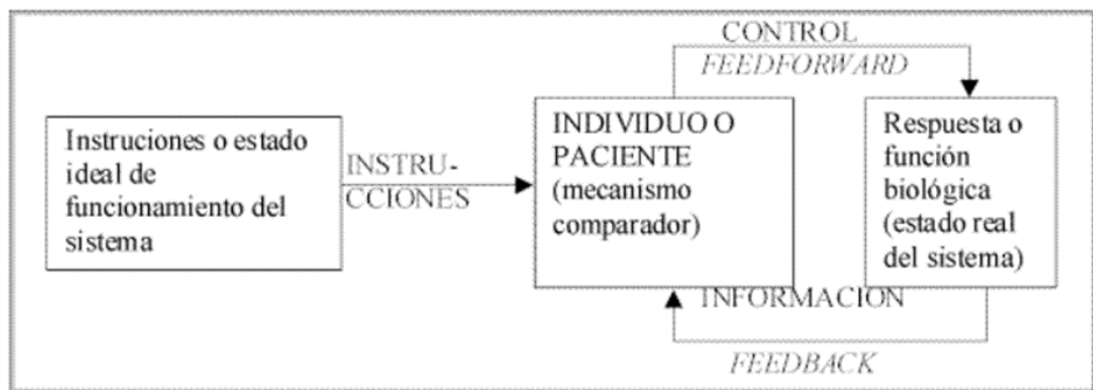 Instruciones o estado
ideal de
funcionamiento del
sistema
INSTRU-
CCIONES
INDIVIDUO O
PACIENTE
(mecanismo
comparador)
CONTROL
FEEDFORWARD
Respuesta o
función
biológica
(estado real
del sistema)
INFORMACION
FEEDBACK